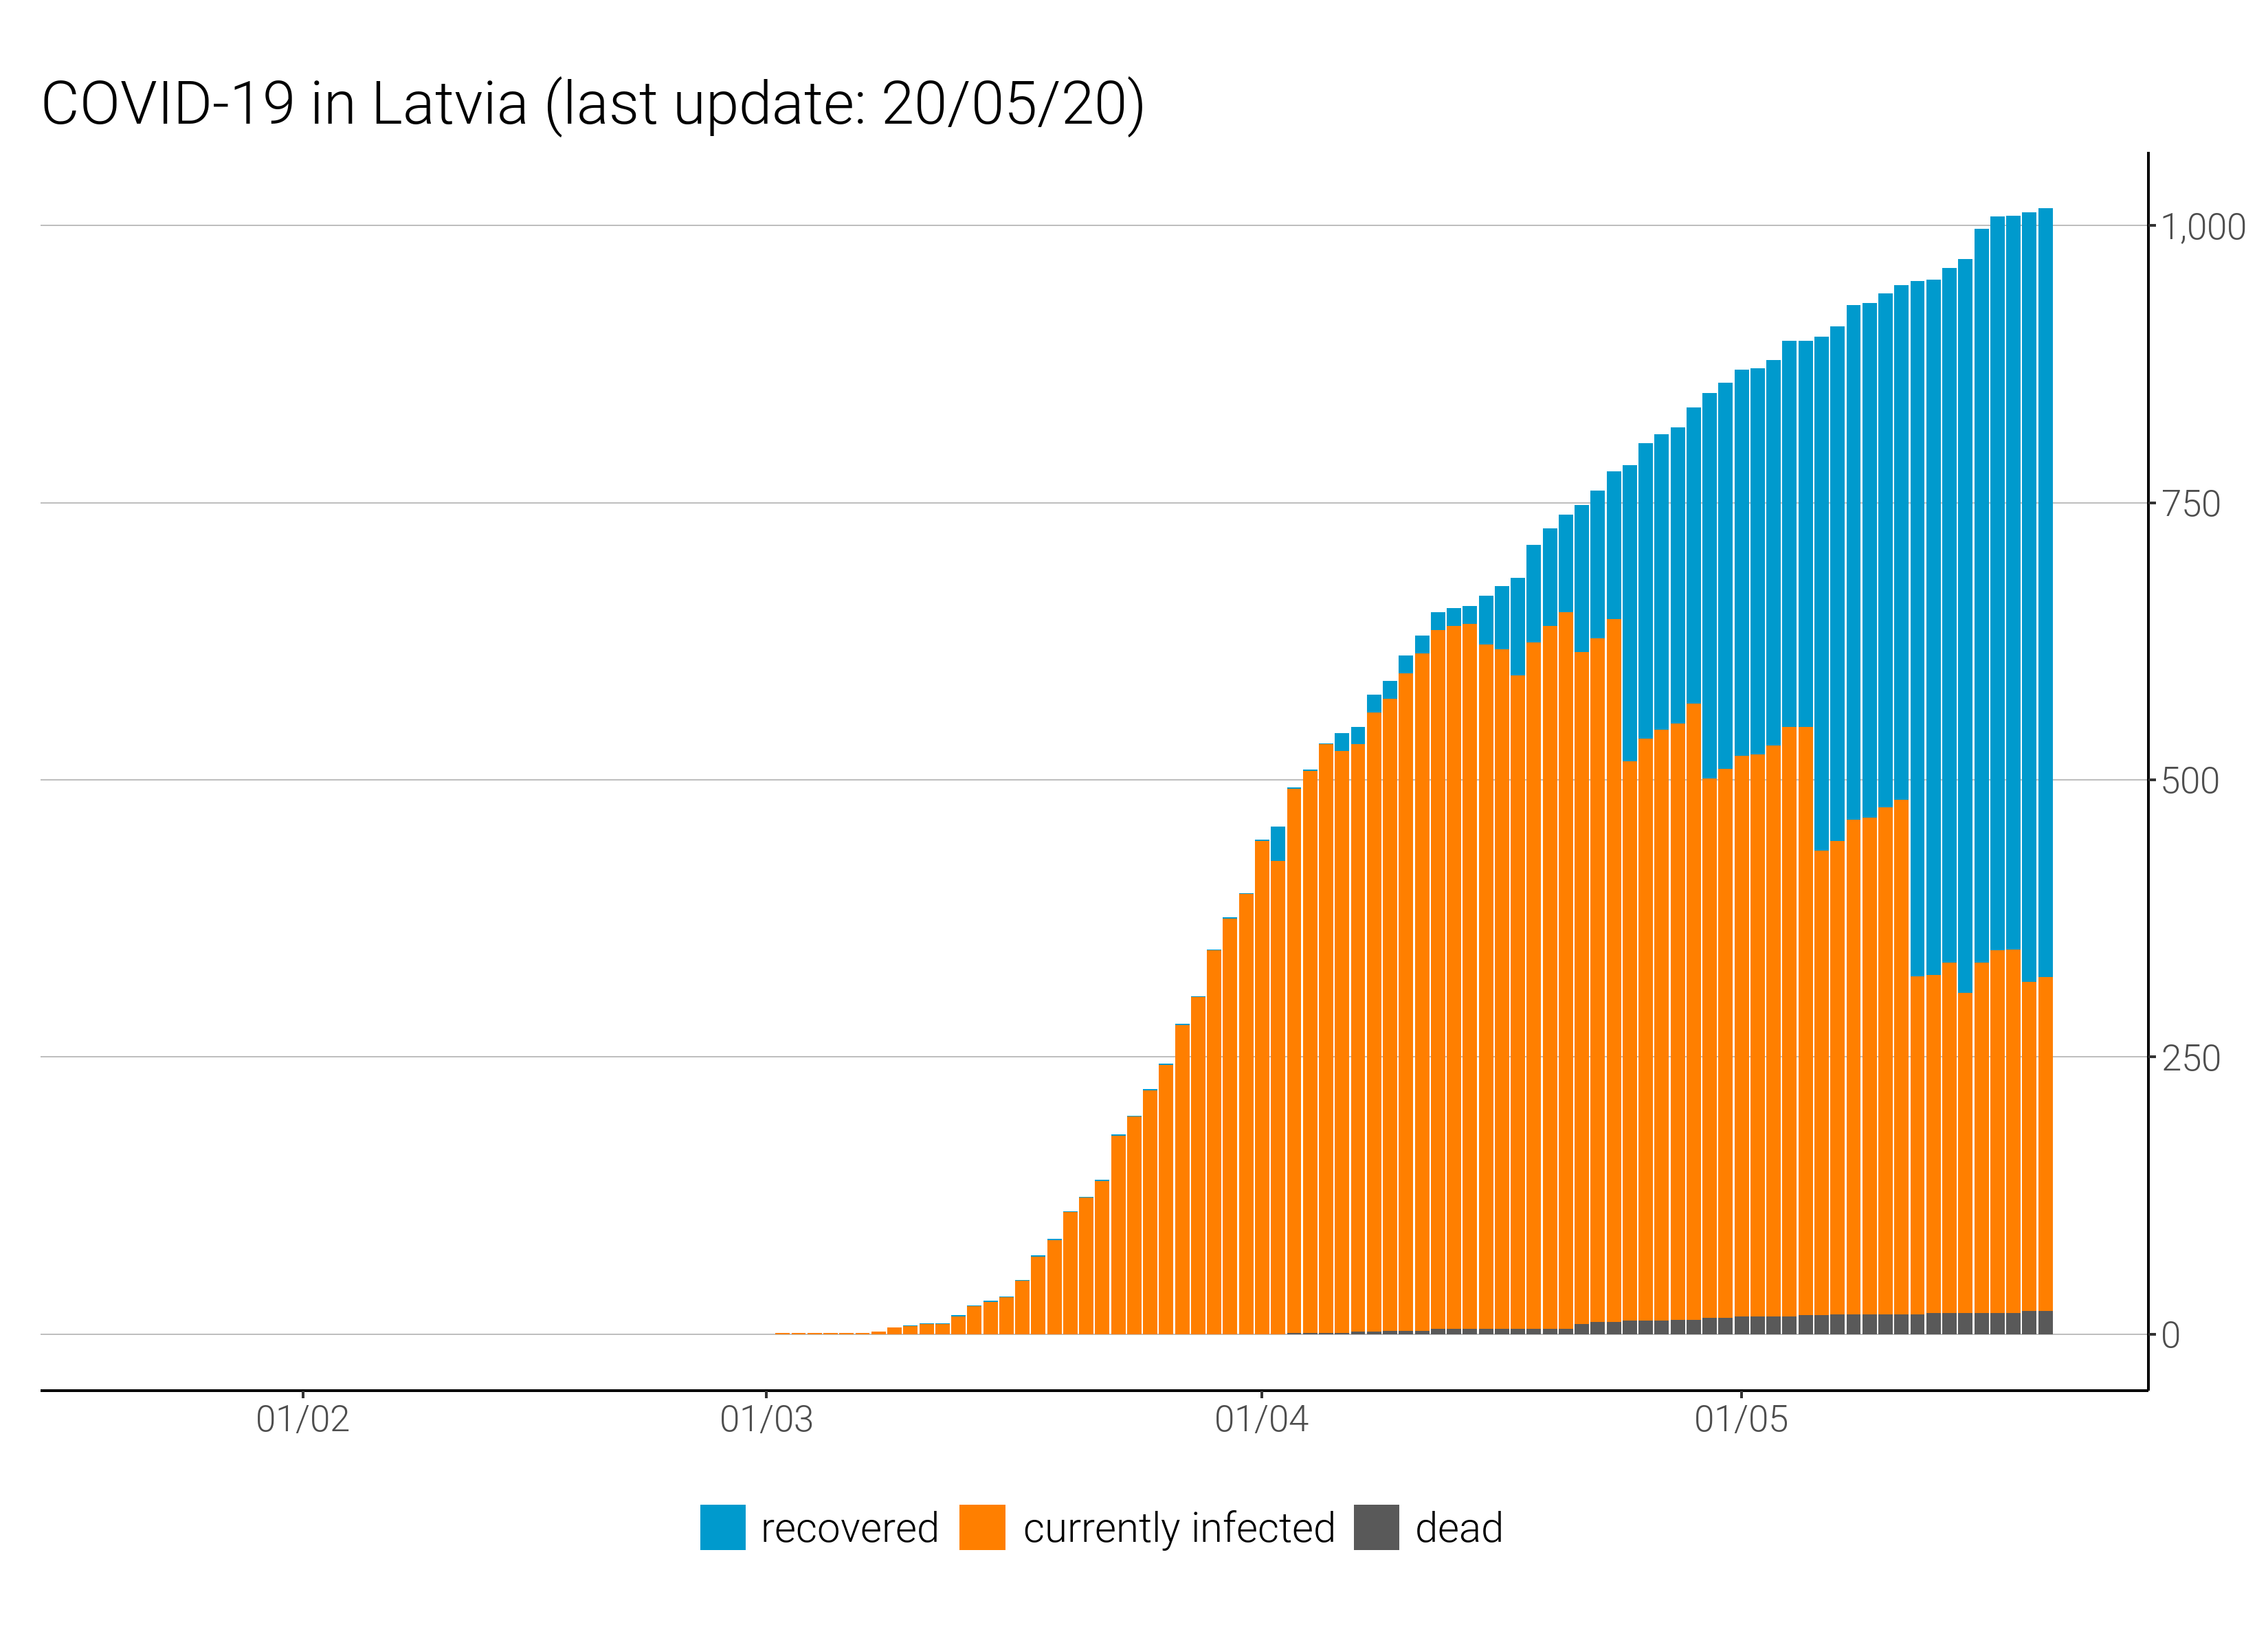 COVID-19 in Latvia (last update: 20/05/20)
1,000
750
500
250
0
01/02 01/03 01/04 01/05
recovered currently infected dead